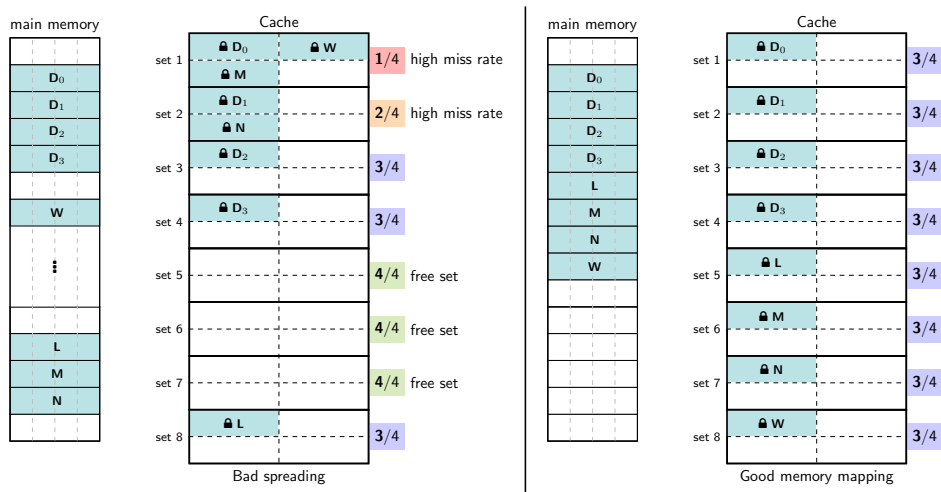 main memory
D₀
D₁
D₂
D₃
W
L
M
N
Cache
set 1
D₀
W
1/4
high miss rate
M
set 2
D₁
2/4
high miss rate
N
set 3
D₂
3/4
set 4
D₃
3/4
set 5
4/4
free set
set 6
4/4
free set
set 7
4/4
free set
set 8
L
3/4
Bad spreading
main memory
D₀
D₁
D₂
D₃
L
M
N
W
Cache
set 1
D₀
3/4
set 2
D₁
3/4
set 3
D₂
3/4
set 4
D₃
3/4
set 5
L
3/4
set 6
M
3/4
set 7
N
3/4
set 8
W
3/4
Good memory mapping